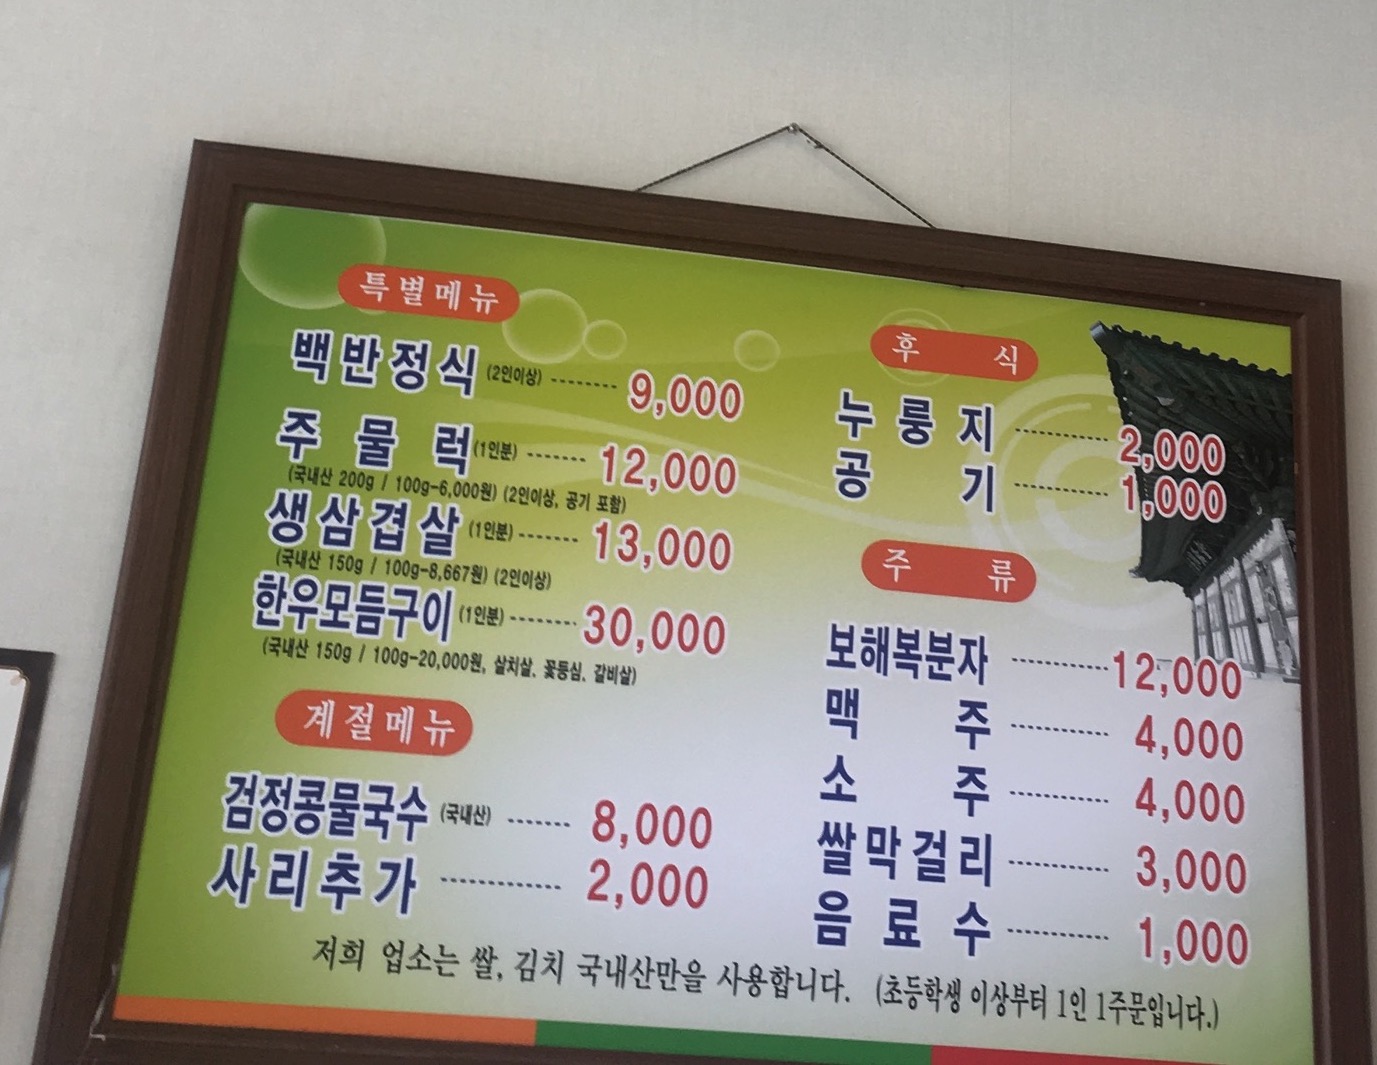 특별메뉴
백반정식 (2인이상) -------- 9,000
주물럭 (1인분) ------- 12,000
(국내산 200g / 100g-6,000원) (2인이상, 공기 포함)
생삼겹살 (1인분) ------- 13,000
(국내산 150g / 100g-8,667원) (2인이상)
한우모듬구이 (1인분) -------- 30,000
(국내산 150g / 100g-20,000원, 살치살, 꽃등심, 갈비살)
계절메뉴
검정콩물국수 (국내산) ------- 8,000
사리추가 ------------- 2,000
후식
누룽지 ----------- 2,000
공기 ----------- 1,000
주류
보해복분자 ----------- 12,000
맥주 ----------- 4,000
소주 ----------- 4,000
쌀막걸리 ----------- 3,000
음료수 ----------- 1,000
저희 업소는 쌀, 김치 국내산만을 사용합니다. (초등학생 이상부터 1인 1주문입니다.)